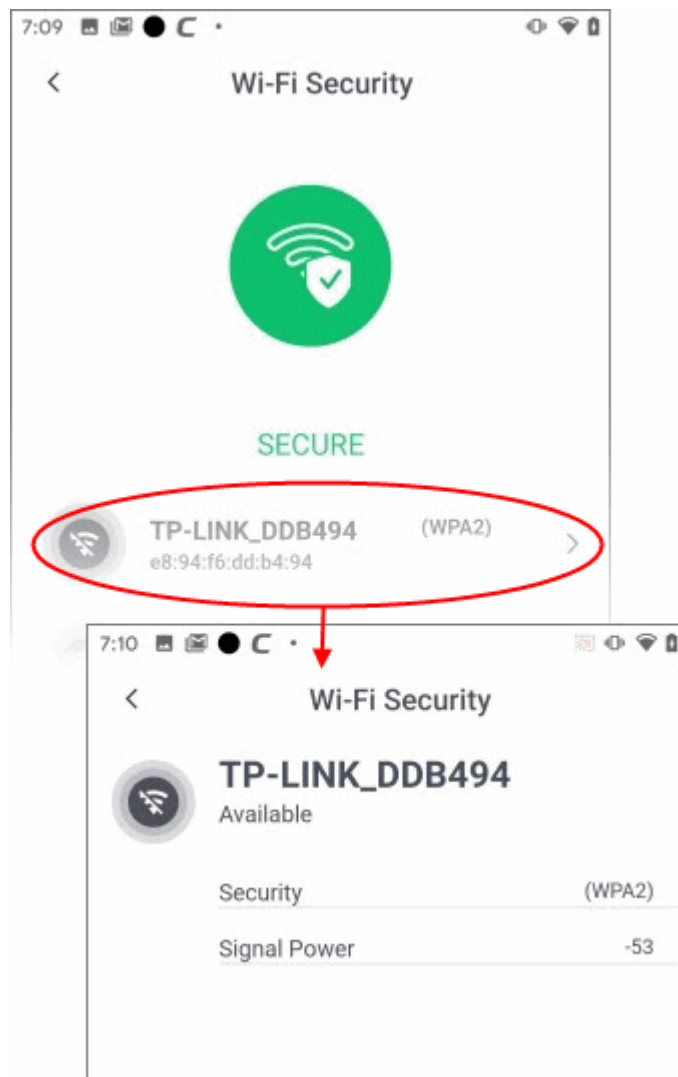 7:09
Wi-Fi Security
SECURE
TP-LINK_DDB494 (WPA2)
e8:94:f6:dd:b4:94
7:10
Wi-Fi Security
TP-LINK_DDB494
Available
Security (WPA2)
Signal Power -53